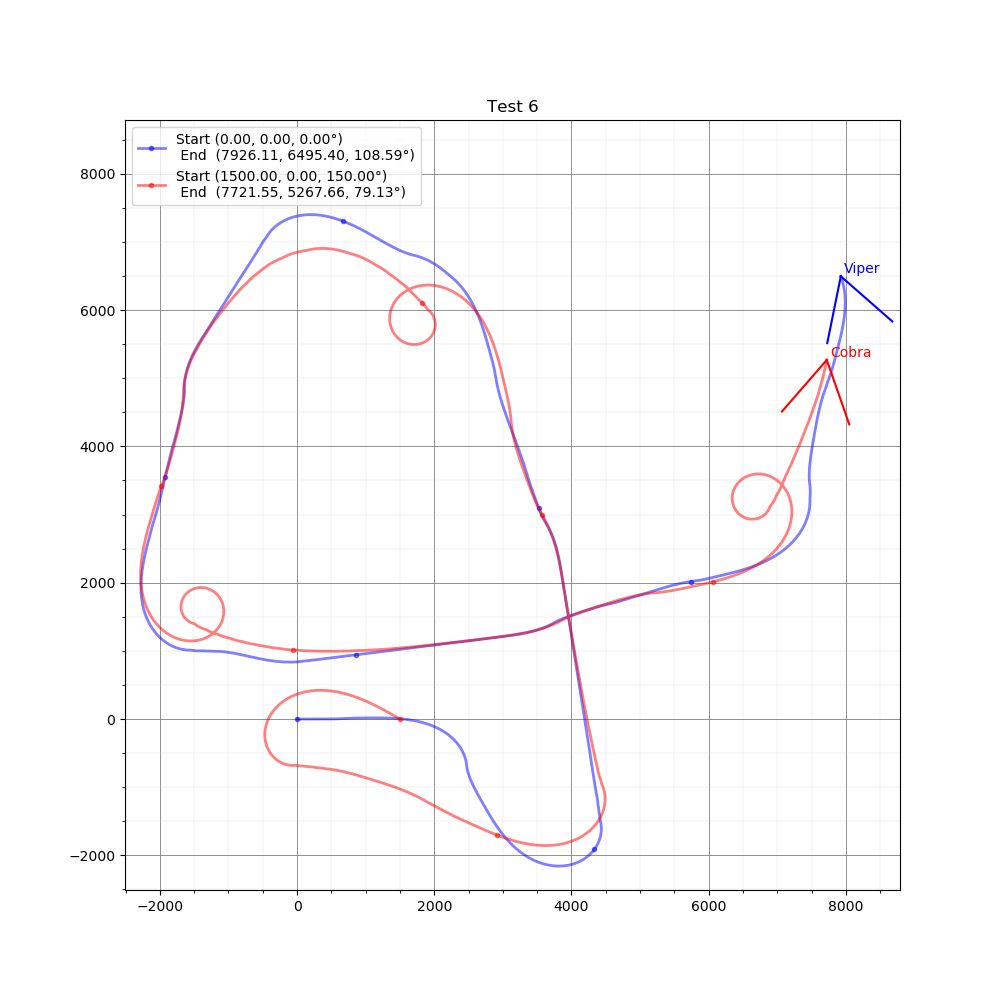 Test 6
Start (0.00, 0.00, 0.00°)
End  (7926.11, 6495.40, 108.59°)
Start (1500.00, 0.00, 150.00°)
End  (7721.55, 5267.66, 79.13°)
8000
6000
4000
2000
0
−2000
Viper
Cobra
−2000 0 2000 4000 6000 8000